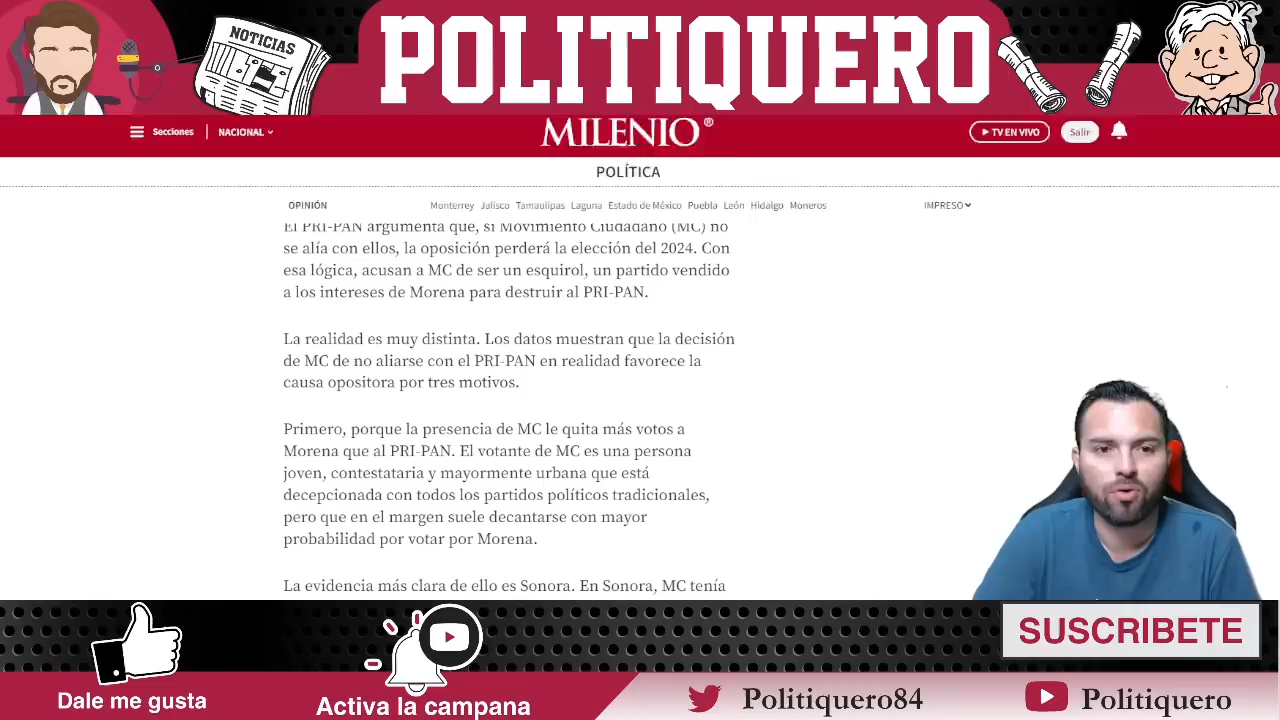 NOTICIAS
POLITIQUERO
Secciones
NACIONAL
MILENIO®
TV EN VIVO
Salir
POLÍTICA
OPINIÓN
Monterrey Jalisco Tamaulipas Laguna Estado de México Puebla León Hidalgo Moneros
IMPRESO
El PRI-PAN argumenta que, si Movimiento Ciudadano (MC) no
se alía con ellos, la oposición perderá la elección del 2024. Con
esa lógica, acusan a MC de ser un esquirol, un partido vendido
a los intereses de Morena para destruir al PRI-PAN.
La realidad es muy distinta. Los datos muestran que la decisión
de MC de no aliarse con el PRI-PAN en realidad favorece la
causa opositora por tres motivos.
Primero, porque la presencia de MC le quita más votos a
Morena que al PRI-PAN. El votante de MC es una persona
joven, contestataria y mayormente urbana que está
decepcionada con todos los partidos políticos tradicionales,
pero que en el margen suele decantarse con mayor
probabilidad por votar por Morena.
La evidencia más clara de ello es Sonora. En Sonora, MC tenía
SUSCRIBETE
Dale me gusta
Activa la campana
Politiquero84
Politiquero